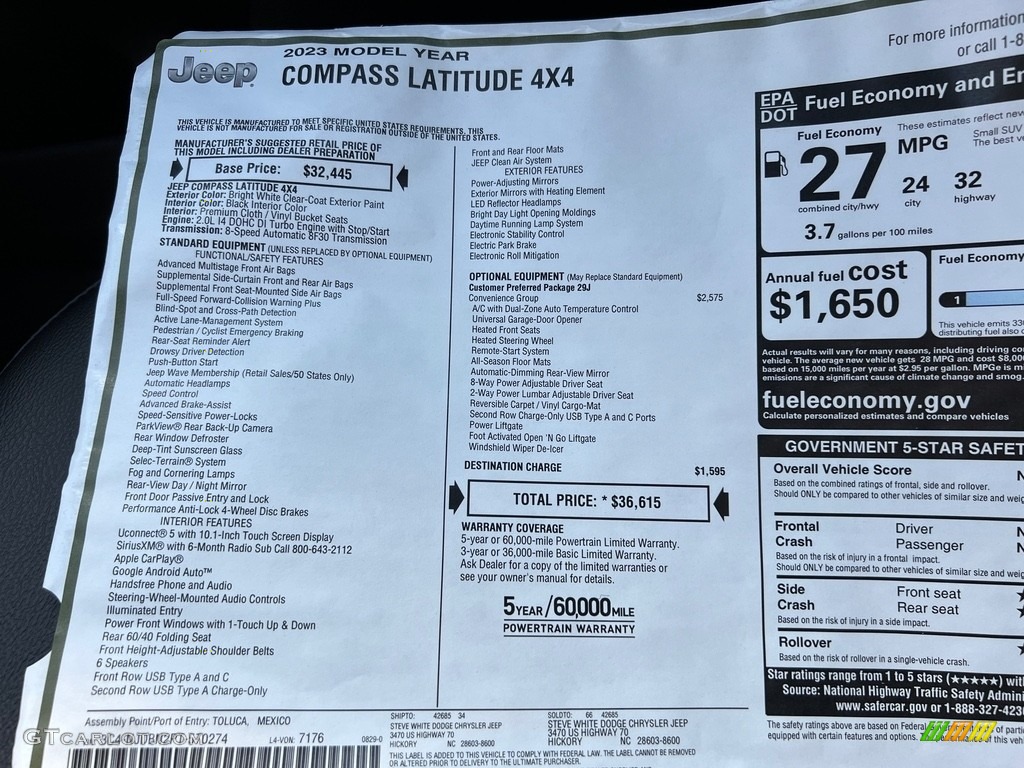 Jeep
2023 MODEL YEAR
COMPASS LATITUDE 4X4
THIS VEHICLE IS MANUFACTURED TO MEET SPECIFIC UNITED STATES REQUIREMENTS. THIS
VEHICLE IS NOT MANUFACTURED FOR SALE OR REGISTRATION OUTSIDE OF THE UNITED STATES.
MANUFACTURER'S SUGGESTED RETAIL PRICE OF
THIS MODEL INCLUDING DEALER PREPARATION
Base Price: $32,445
JEEP COMPASS LATITUDE 4X4
Exterior Color: Bright White Clear-Coat Exterior Paint
Interior Color: Black Interior Color
Interior: Premium Cloth / Vinyl Bucket Seats
Engine: 2.0L I4 DOHC DI Turbo Engine with Stop/Start
Transmission: 8-Speed Automatic 8F30 Transmission
STANDARD EQUIPMENT (UNLESS REPLACED BY OPTIONAL EQUIPMENT)
FUNCTIONAL/SAFETY FEATURES
Advanced Multistage Front Air Bags
Supplemental Side-Curtain Front and Rear Air Bags
Supplemental Front Seat-Mounted Side Air Bags
Full-Speed Forward-Collision Warning Plus
Blind-Spot and Cross-Path Detection
Active Lane-Management System
Pedestrian / Cyclist Emergency Braking
Rear-Seat Reminder Alert
Drowsy Driver Detection
Push-Button Start
Jeep Wave Membership (Retail Sales/50 States Only)
Automatic Headlamps
Speed Control
Advanced Brake-Assist
Speed-Sensitive Power-Locks
ParkView® Rear Back-Up Camera
Rear Window Defroster
Deep-Tint Sunscreen Glass
Selec-Terrain® System
Fog and Cornering Lamps
Rear-View Day / Night Mirror
Front Door Passive Entry and Lock
Performance Anti-Lock 4-Wheel Disc Brakes
INTERIOR FEATURES
Uconnect® 5 with 10.1-Inch Touch Screen Display
SiriusXM® with 6-Month Radio Sub Call 800-643-2112
Apple CarPlay®
Google Android Auto™
Handsfree Phone and Audio
Steering-Wheel-Mounted Audio Controls
Illuminated Entry
Power Front Windows with 1-Touch Up & Down
Rear 60/40 Folding Seat
Front Height-Adjustable Shoulder Belts
6 Speakers
Front Row USB Type A and C
Second Row USB Type A Charge-Only
Front and Rear Floor Mats
JEEP Clean Air System
EXTERIOR FEATURES
Power-Adjusting Mirrors
Exterior Mirrors with Heating Element
LED Reflector Headlamps
Bright Day Light Opening Moldings
Daytime Running Lamp System
Electronic Stability Control
Electric Park Brake
Electronic Roll Mitigation
OPTIONAL EQUIPMENT (May Replace Standard Equipment)
Customer Preferred Package 29J
Convenience Group $2,575
A/C with Dual-Zone Auto Temperature Control
Universal Garage-Door Opener
Heated Front Seats
Heated Steering Wheel
Remote-Start System
All-Season Floor Mats
Automatic-Dimming Rear-View Mirror
8-Way Power Adjustable Driver Seat
2-Way Power Lumbar Adjustable Driver Seat
Reversible Carpet / Vinyl Cargo-Mat
Second Row Charge-Only USB Type A and C Ports
Power Liftgate
Foot Activated Open 'N Go Liftgate
Windshield Wiper De-Icer
DESTINATION CHARGE $1,595
TOTAL PRICE: * $36,615
WARRANTY COVERAGE
5-year or 60,000-mile Powertrain Limited Warranty.
3-year or 36,000-mile Basic Limited Warranty.
Ask Dealer for a copy of the limited warranties or
see your owner's manual for details.
5 YEAR / 60,000 MILE
POWERTRAIN WARRANTY
For more information
or call 1-8
EPA
DOT
Fuel Economy and En
Fuel Economy
These estimates reflect new
27 MPG
Small SUV
The best v
combined city/hwy
24
city
32
highway
3.7 gallons per 100 miles
Annual fuel cost
$1,650
Fuel Economy
1
This vehicle emits 33
distributing fuel also
Actual results will vary for many reasons, including driving co
vehicle. The average new vehicle gets 28 MPG and cost $8,00
based on 15,000 miles per year at $2.95 per gallon. MPGe is m
emissions are a significant cause of climate change and smog.
fueleconomy.gov
Calculate personalized estimates and compare vehicles
GOVERNMENT 5-STAR SAFET
Overall Vehicle Score N
Based on the combined ratings of frontal, side and rollover.
Should ONLY be compared to other vehicles of similar size and weig
Frontal Driver N
Crash Passenger N
Based on the risk of injury in a frontal impact.
Should ONLY be compared to other vehicles of similar size and weig
Side Front seat ★
Crash Rear seat ★
Based on the risk of injury in a side impact.
Rollover ★
Based on the risk of rollover in a single-vehicle crash.
Star ratings range from 1 to 5 stars (★★★★★) wit
Source: National Highway Traffic Safety Admini
www.safercar.gov or 1-888-327-423
The safety ratings above are based on Federal of parti
equipped with certain features and options.
Assembly Point/Port of Entry: TOLUCA, MEXICO
L4-VON: 7176 0829-0
SHIPTO: 42685 34
STEVE WHITE DODGE CHRYSLER JEEP
3470 US HIGHWAY 70
HICKORY NC 28603-8600
SOLDTO: 66 42685
STEVE WHITE DODGE CHRYSLER JEEP
3470 US HIGHWAY 70
HICKORY NC 28603-8600
THIS LABEL IS ADDED TO THIS VEHICLE TO COMPLY WITH FEDERAL LAW. THE LABEL CANNOT BE REMOVED
OR ALTERED PRIOR TO DELIVERY TO THE ULTIMATE PURCHASER.
GTCARLOT.COM